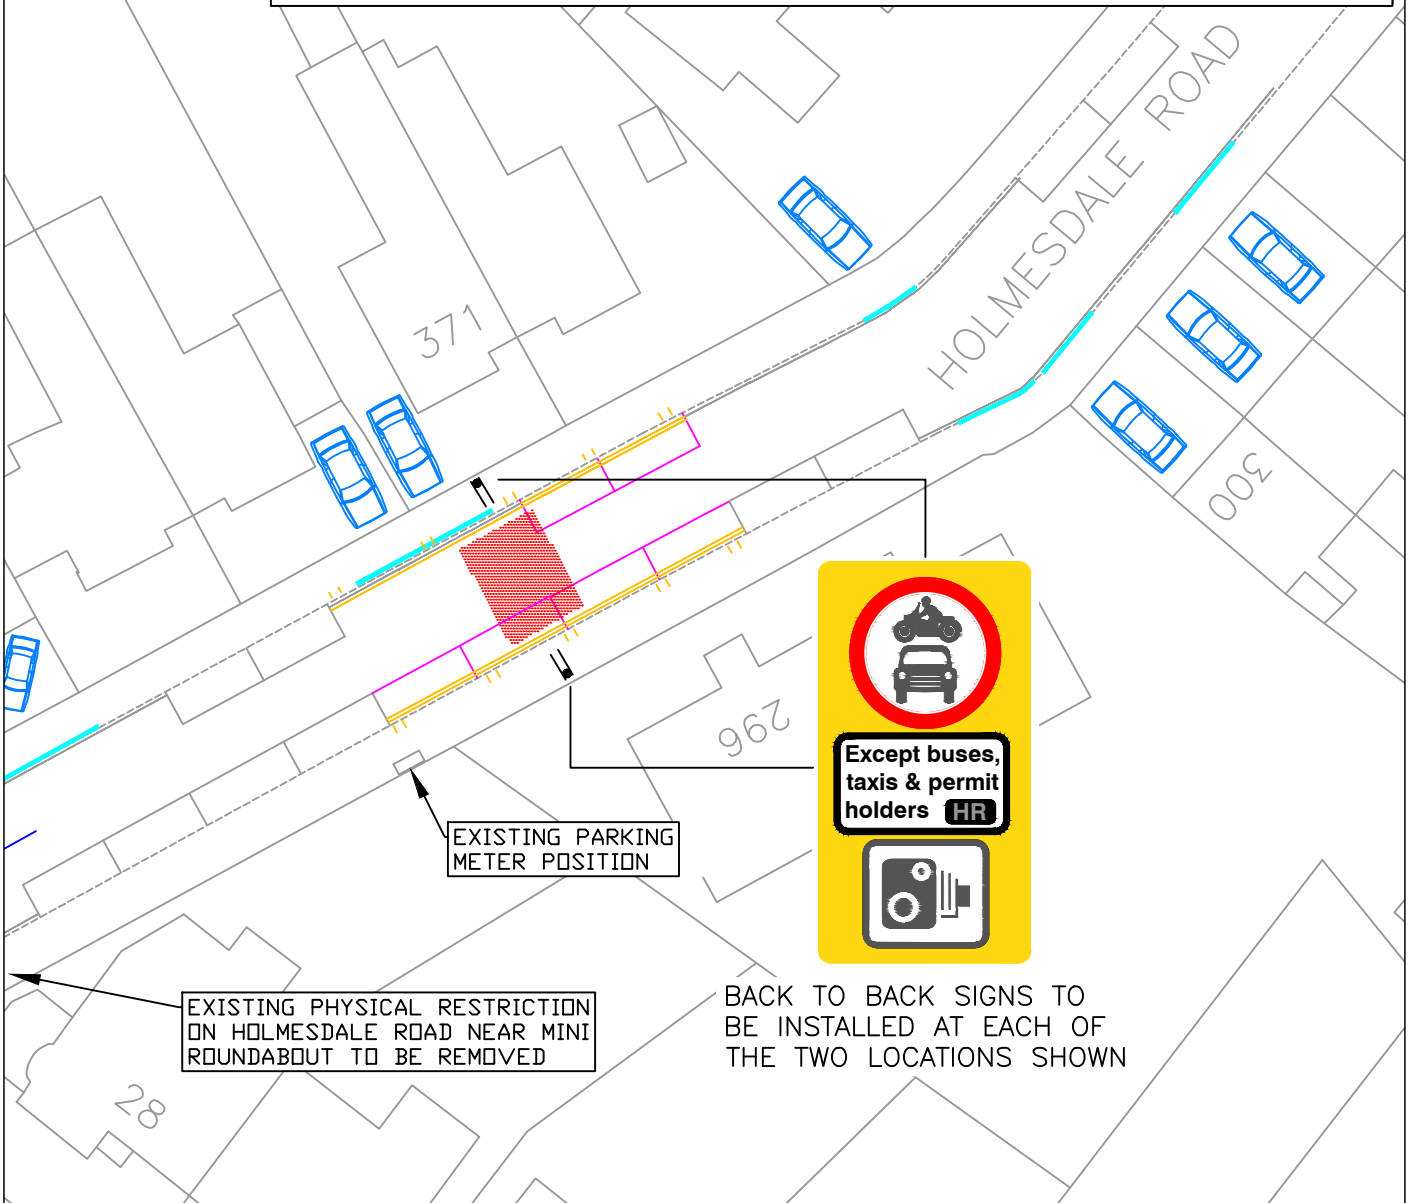 HOLMESDALE ROAD
371
300
296
Except buses,
taxis & permit
holders HR
EXISTING PARKING
METER POSITION
EXISTING PHYSICAL RESTRICTION
ON HOLMESDALE ROAD NEAR MINI
ROUNDABOUT TO BE REMOVED
BACK TO BACK SIGNS TO
BE INSTALLED AT EACH OF
THE TWO LOCATIONS SHOWN
28